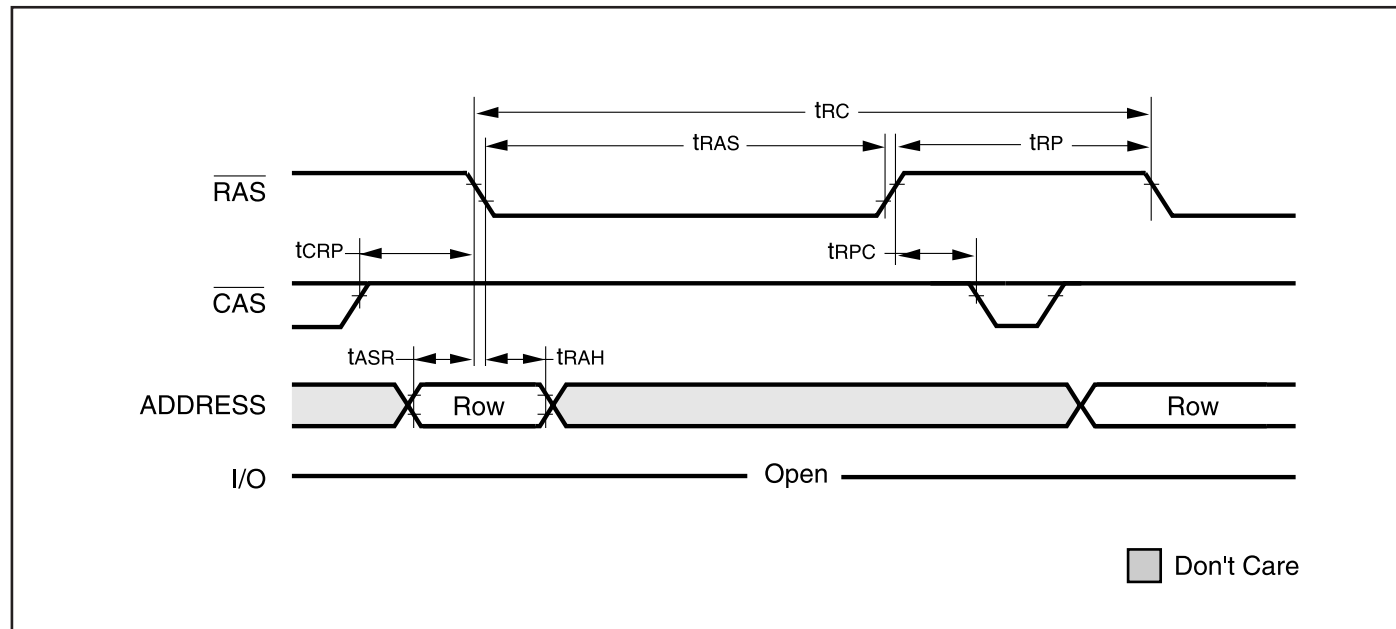 tRC
tRAS
tRP
RAS
tCRP
tRPC
CAS
tASR
tRAH
ADDRESS
Row
Row
I/O
Open
Don't Care